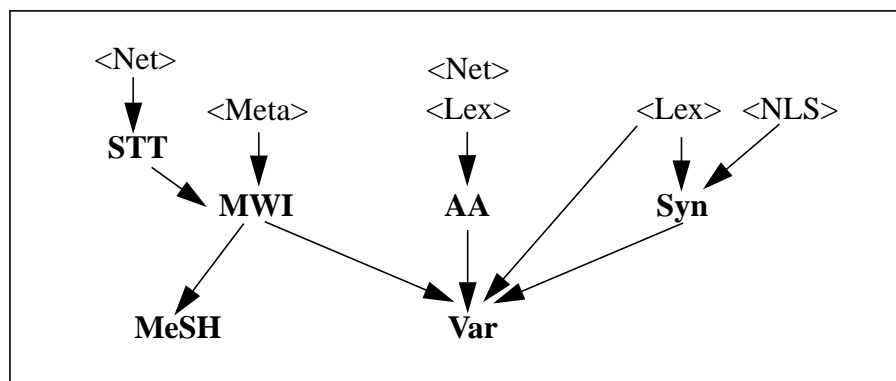 <Net>
<Net>
<Meta>
<Lex>
<Lex>
<NLS>
STT
MWI
AA
Syn
MeSH
Var